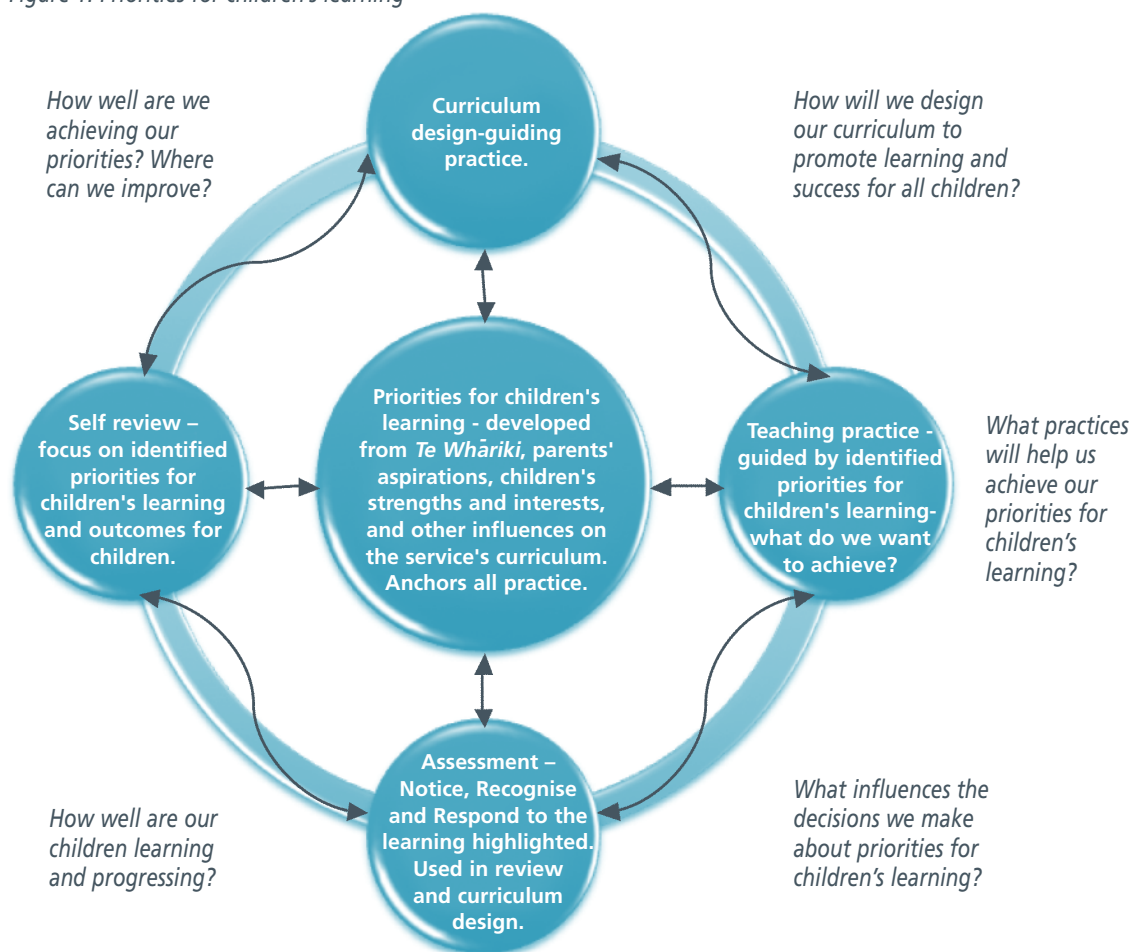 Figure 1: Priorities for children's learning
How well are we
achieving our
priorities? Where
can we improve?
Curriculum
design-guiding
practice.
How will we design
our curriculum to
promote learning and
success for all children?
Self review –
focus on identified
priorities for
children's learning
and outcomes for
children.
Priorities for children's
learning - developed
from Te Whāriki, parents'
aspirations, children's
strengths and interests,
and other influences on
the service's curriculum.
Anchors all practice.
Teaching practice -
guided by identified
priorities for
children's learning-
what do we want
to achieve?
What practices
will help us
achieve our
priorities for
children's
learning?
How well are our
children learning
and progressing?
Assessment –
Notice, Recognise
and Respond to the
learning highlighted.
Used in review
and curriculum
design.
What influences the
decisions we make
about priorities for
children's learning?